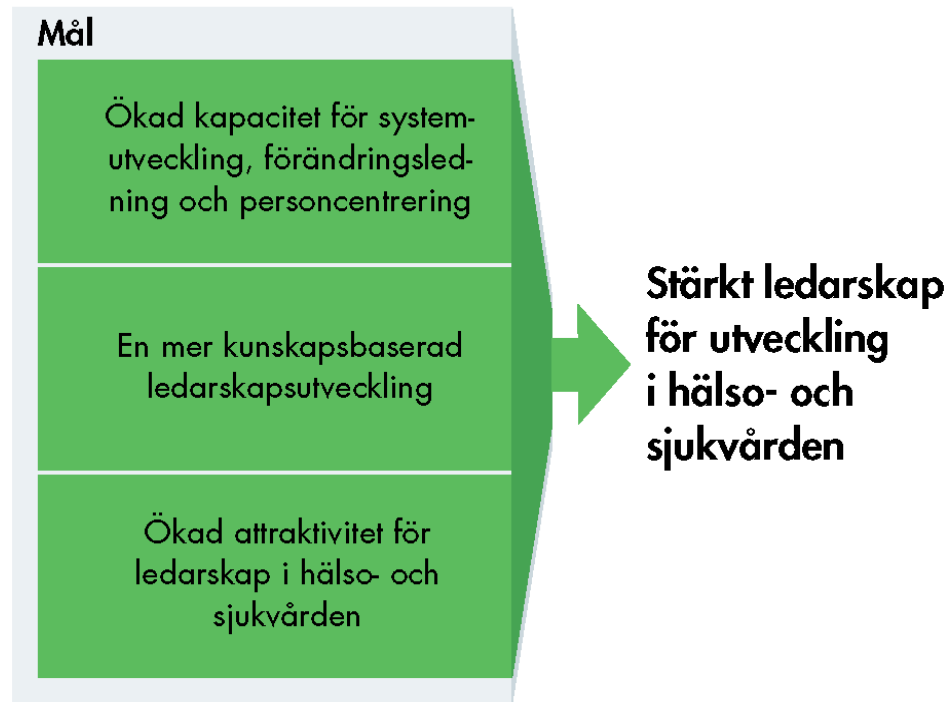 Mål
Ökad kapacitet för system-
utveckling, förändringsled-
ning och personcentrering
En mer kunskapsbaserad
ledarskapsutveckling
Ökad attraktivitet för
ledarskap i hälso- och
sjukvården
Stärkt ledarskap
för utveckling
i hälso- och
sjukvården